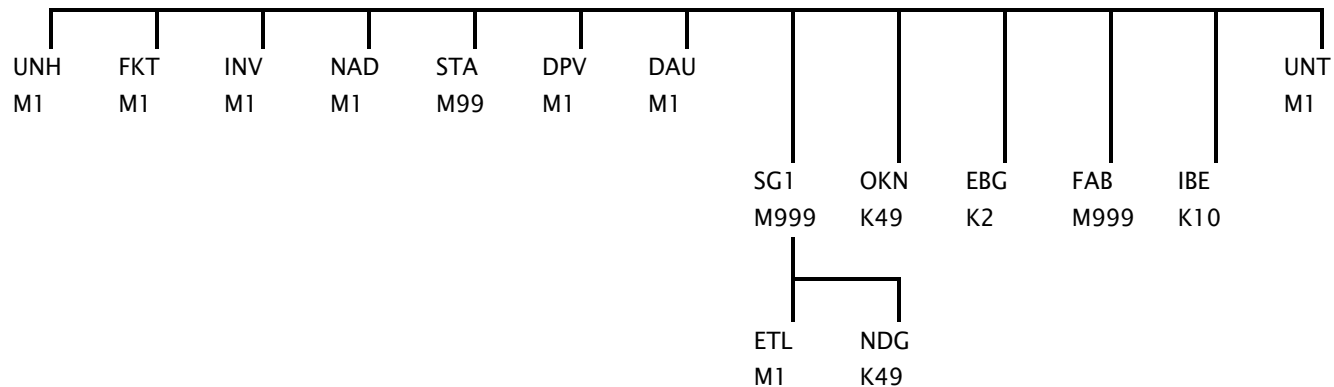 UNH FKT INV NAD STA DPV DAU UNT
M1 M1 M1 M1 M99 M1 M1 M1
SG1 OKN EBG FAB IBE
M999 K49 K2 M999 K10
ETL NDG
M1 K49